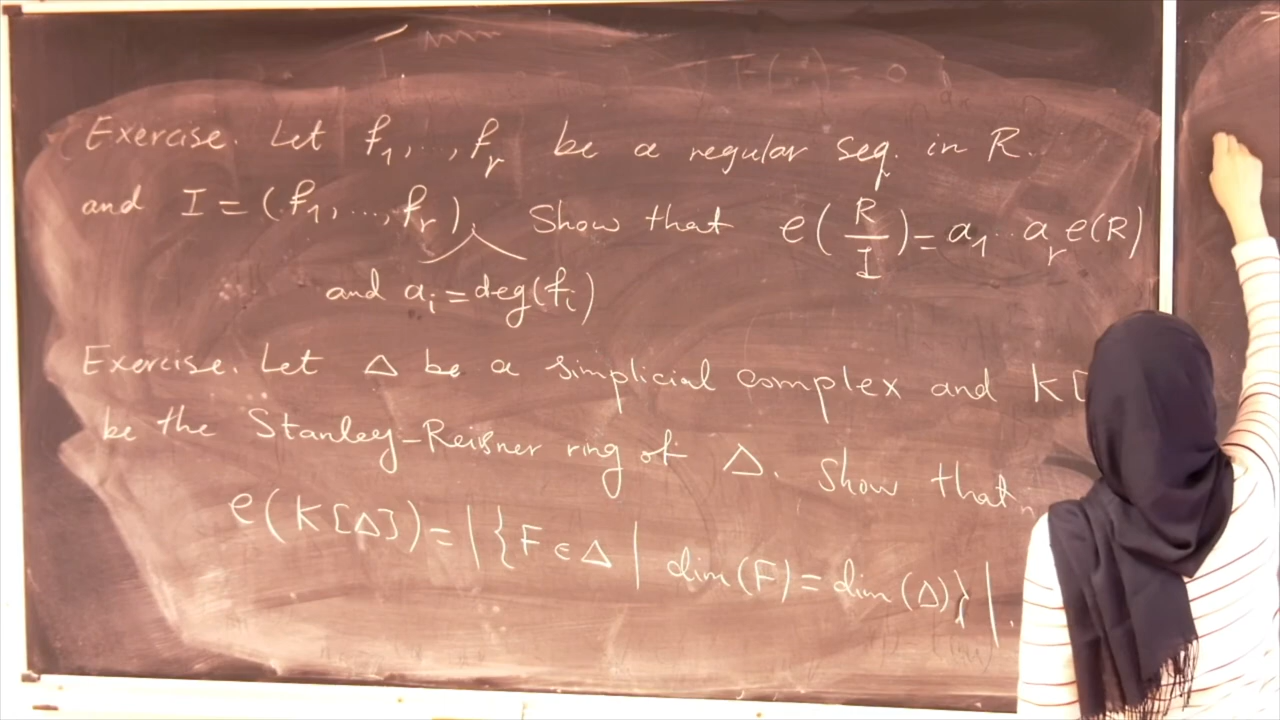 Exercise. Let f₁, ..., fᵣ be a regular seq. in R.
and I = (f₁, ..., fᵣ), Show that e(R/I) = a₁ ... aᵣ e(R)
and aᵢ = deg(fᵢ)
Exercise. Let Δ be a simplicial complex and K[
be the Stanley-Reißner ring of Δ. Show that
e(K[Δ]) = |{F ∈ Δ | dim(F) = dim(Δ)}|.